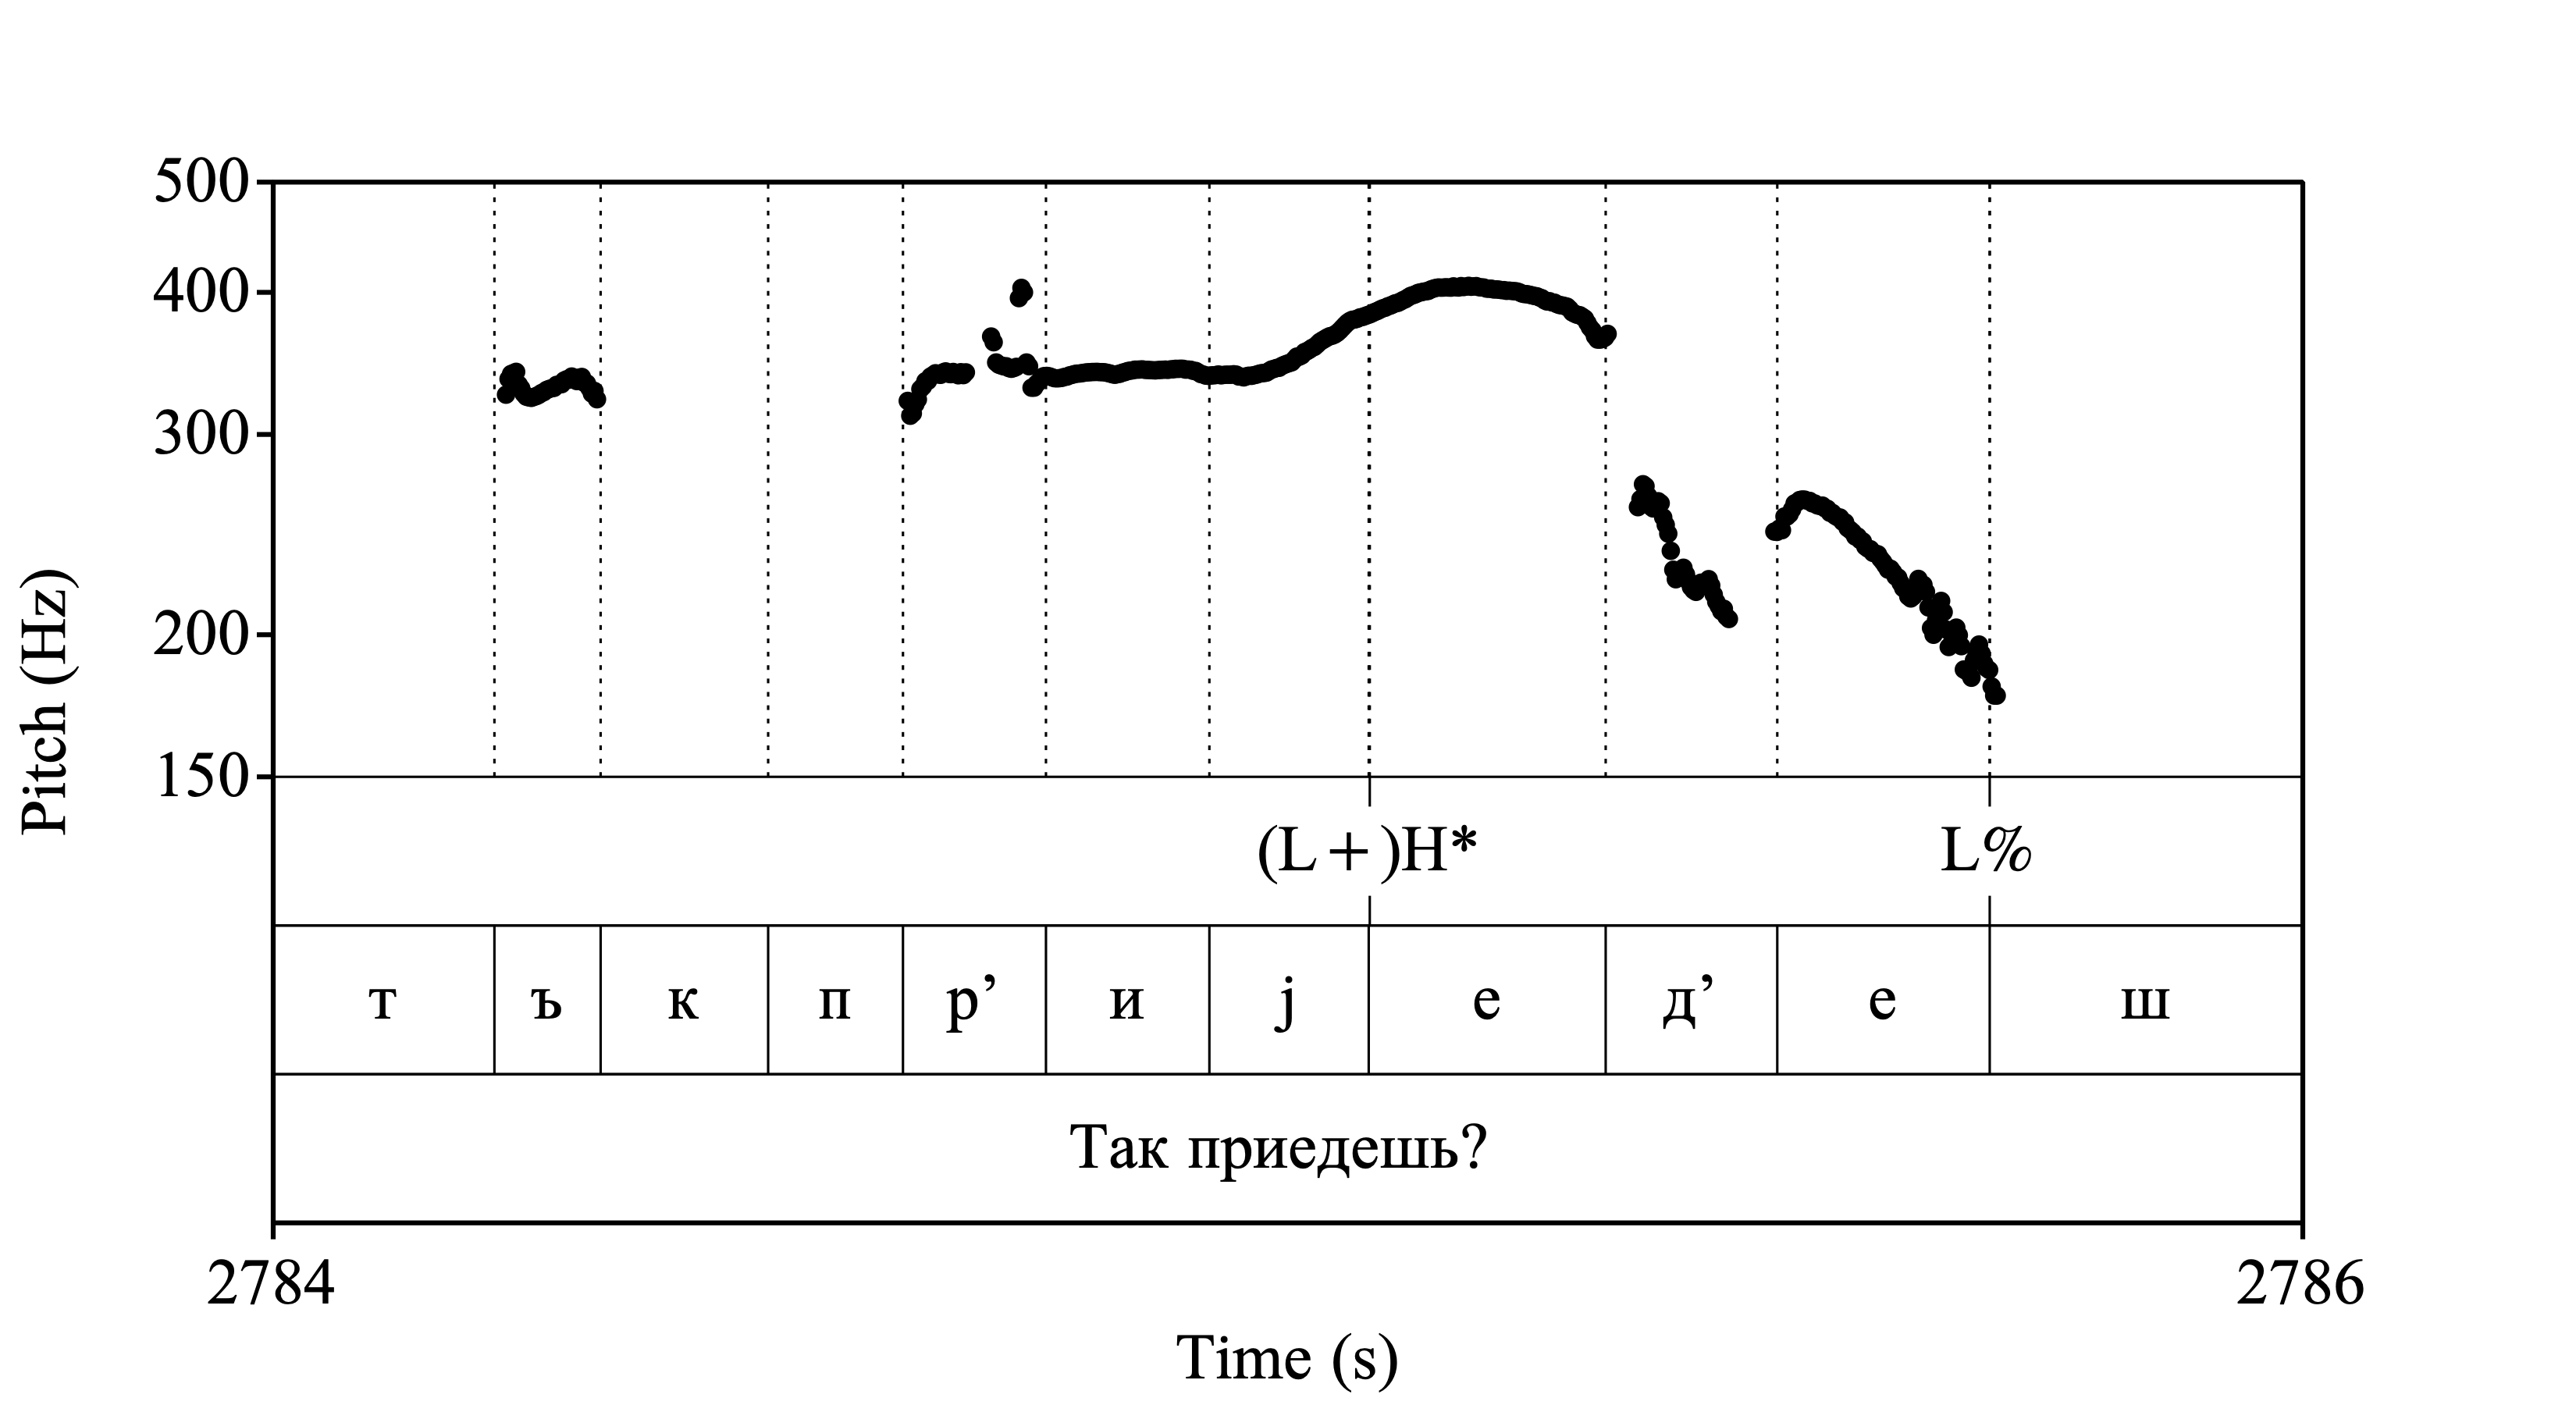 500
400
300
200
150
Pitch (Hz)
(L+)H* L%
т ъ к п р’ и j е д’ е ш
Так приедешь?
2784 2786
Time (s)